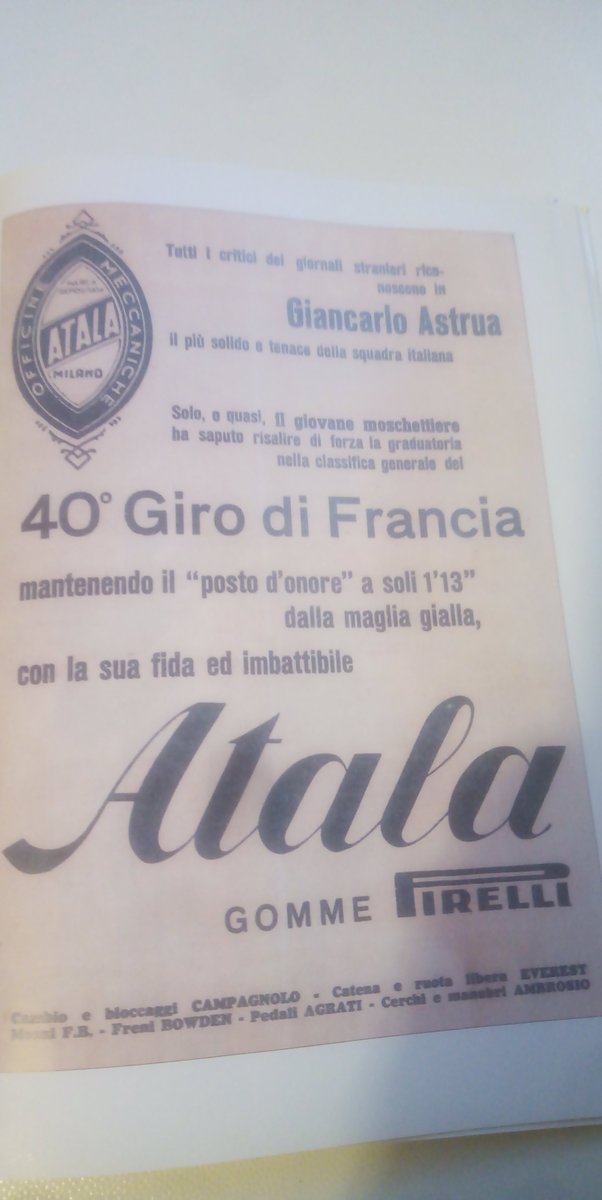 OFFICINE MECCANICHE
MARCA
DEPOSITATA
ATALA
MILANO
Tutti i critici dei giornali stranieri rico-
noscono in
Giancarlo Astrua
il più solido e tenace della squadra italiana
Solo, o quasi, il giovane moschettiere
ha saputo risalire di forza la graduatoria
nella classifica generale del
40° Giro di Francia
mantenendo il "posto d'onore" a soli 1'13"
dalla maglia gialla,
con la sua fida ed imbattibile
Atala
GOMME PIRELLI
Cambio e bloccaggi CAMPAGNOLO - Catena e ruota libera EVEREST
Mozzi F.B. - Freni BOWDEN - Pedali AGRATI - Cerchi e manubri AMBROSIO